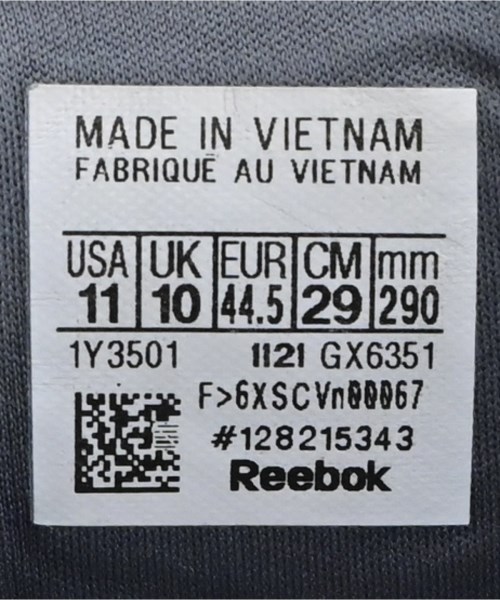 MADE IN VIETNAM
FABRIQUÉ AU VIETNAM
USA UK EUR CM mm
11 10 44.5 29 290
1Y3501 1121 GX6351
F>6XSCVn00067
#128215343
Reebok